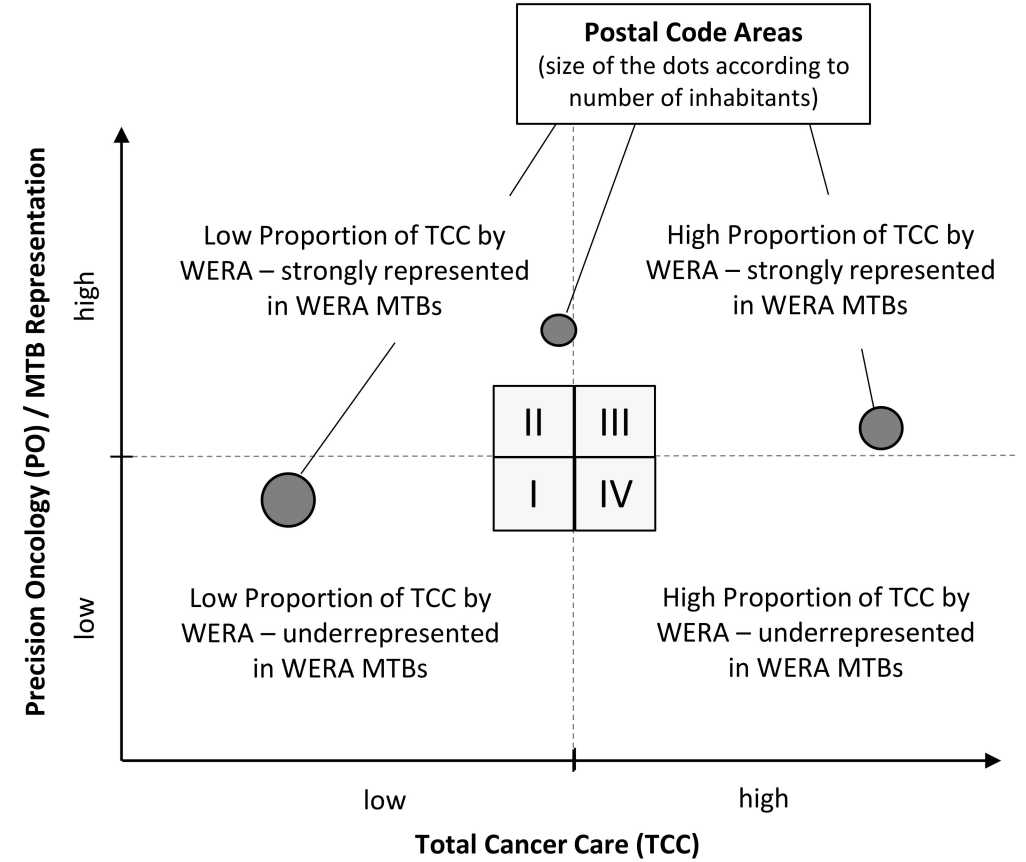 Postal Code Areas
(size of the dots according to
number of inhabitants)
Precision Oncology (PO) / MTB Representation
high
low
Low Proportion of TCC by
WERA – strongly represented
in WERA MTBs
High Proportion of TCC by
WERA – strongly represented
in WERA MTBs
II
III
I
IV
Low Proportion of TCC by
WERA – underrepresented
in WERA MTBs
High Proportion of TCC by
WERA – underrepresented
in WERA MTBs
low
high
Total Cancer Care (TCC)